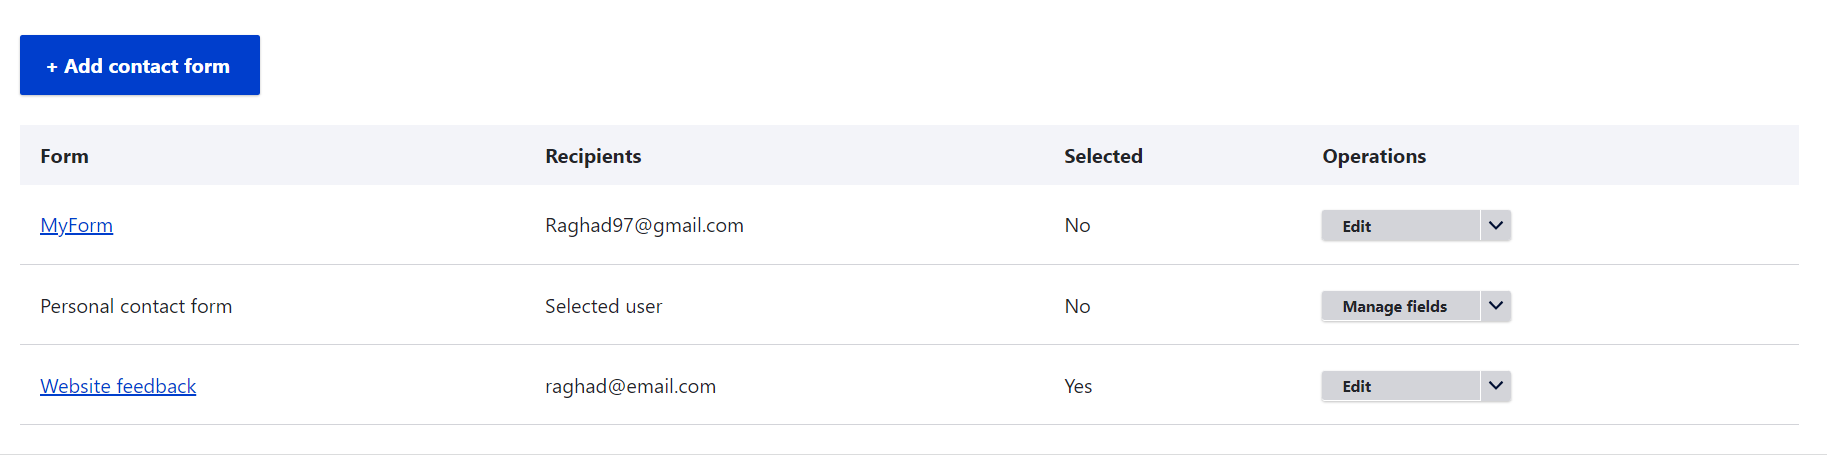 + Add contact form
Form Recipients Selected Operations
MyForm Raghad97@gmail.com No Edit
Personal contact form Selected user No Manage fields
Website feedback raghad@email.com Yes Edit